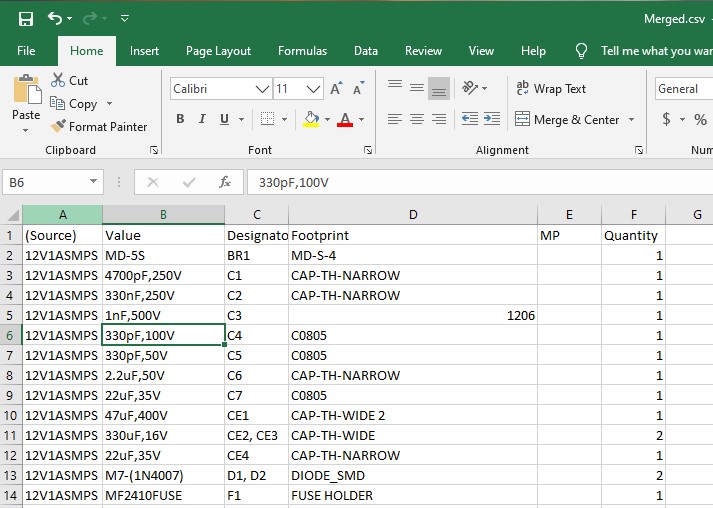 Merged.csv -
File Home Insert Page Layout Formulas Data Review View Help Tell me what you
Paste Cut Copy Format Painter
Calibri 11 A A ab Wrap Text General
B I U A Merge & Center $ %
Clipboard Font Alignment
B6 fx 330pF,100V
A B C D E F G
1 (Source) Value Designato Footprint MP Quantity
2 12V1ASMPS MD-5S BR1 MD-S-4 1
3 12V1ASMPS 4700pF,250V C1 CAP-TH-NARROW 1
4 12V1ASMPS 330nF,250V C2 CAP-TH-NARROW 1
5 12V1ASMPS 1nF,500V C3 1206 1
6 12V1ASMPS 330pF,100V C4 C0805 1
7 12V1ASMPS 330pF,50V C5 C0805 1
8 12V1ASMPS 2.2uF,50V C6 CAP-TH-NARROW 1
9 12V1ASMPS 22uF,35V C7 C0805 1
10 12V1ASMPS 47uF,400V CE1 CAP-TH-WIDE 2 1
11 12V1ASMPS 330uF,16V CE2, CE3 CAP-TH-WIDE 2
12 12V1ASMPS 22uF,35V CE4 CAP-TH-NARROW 1
13 12V1ASMPS M7-(1N4007) D1, D2 DIODE_SMD 2
14 12V1ASMPS MF2410FUSE F1 FUSE HOLDER 1